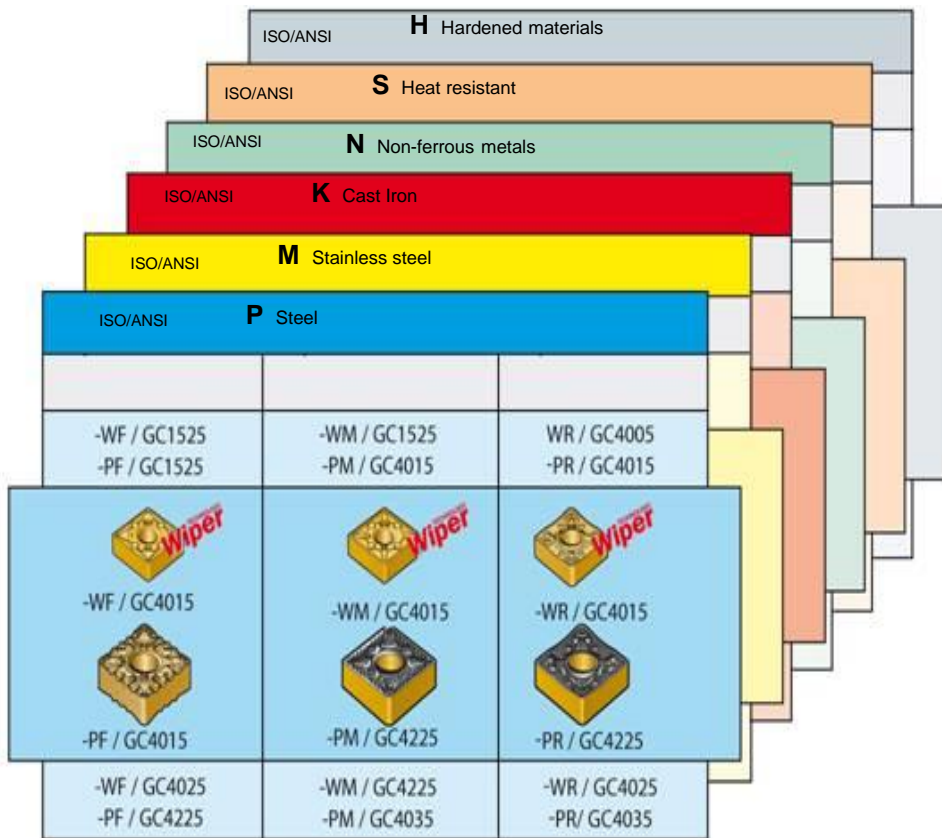 ISO/ANSI H Hardened materials
ISO/ANSI S Heat resistant
ISO/ANSI N Non-ferrous metals
ISO/ANSI K Cast Iron
ISO/ANSI M Stainless steel
ISO/ANSI P Steel
-WF / GC1525 -WM / GC1525 WR / GC4005
-PF / GC1525 -PM / GC4015 -PR / GC4015
Wiper Wiper Wiper
-WF / GC4015 -WM / GC4015 -WR / GC4015
-PF / GC4015 -PM / GC4225 -PR / GC4225
-WF / GC4025 -WM / GC4225 -WR / GC4025
-PF / GC4225 -PM / GC4035 -PR/ GC4035